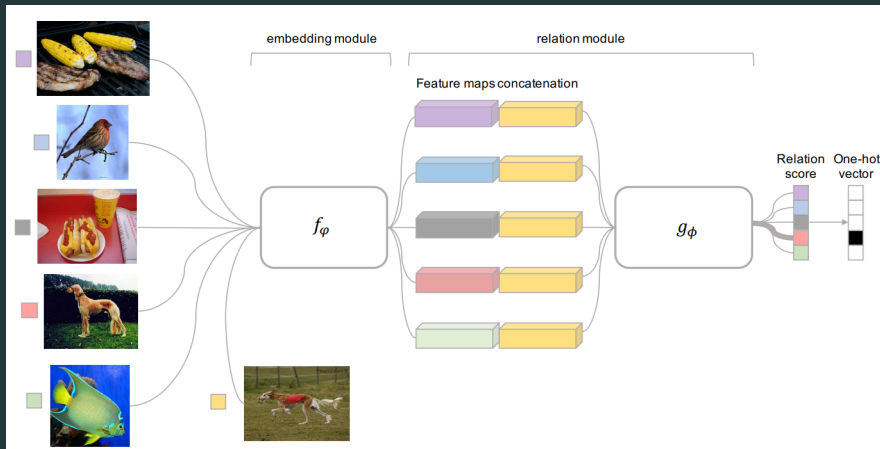 embedding module
relation module
Feature maps concatenation
Relation
score
One-hot
vector
fφ
gϕ